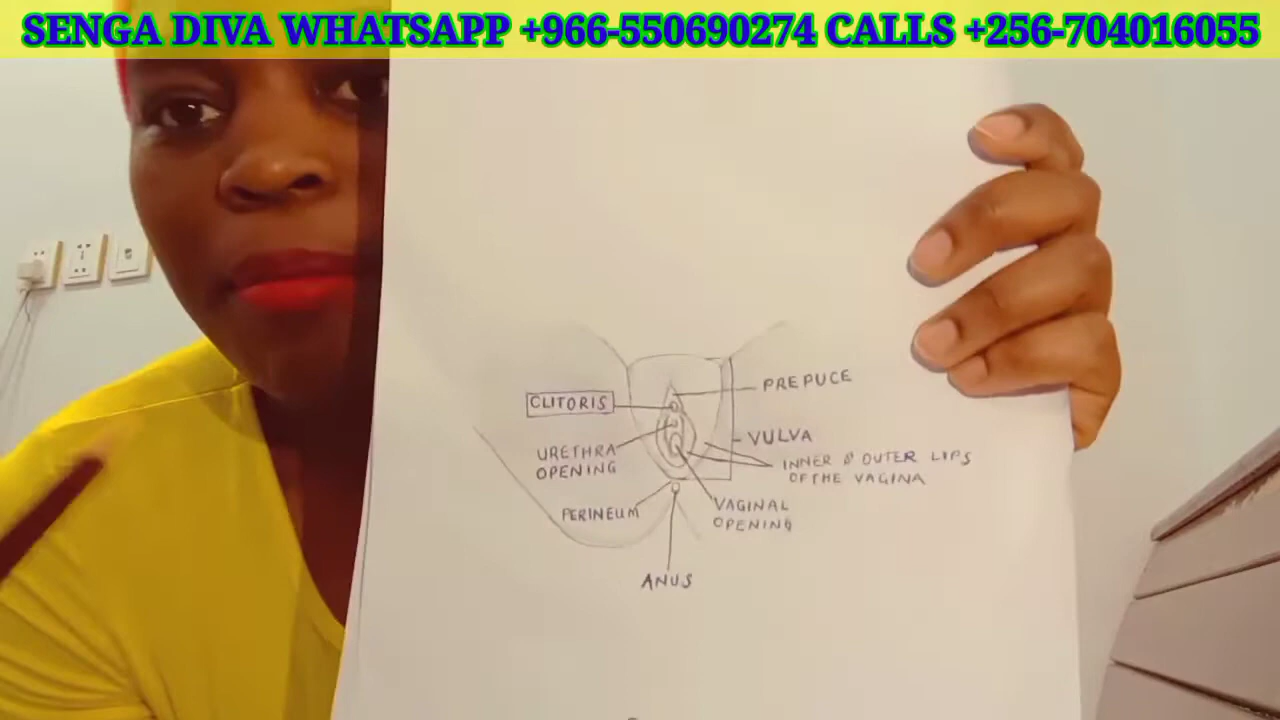 SENGA DIVA WHATSAPP +966-550690274 CALLS +256-704016055
PREPUCE
CLITORIS
VULVA
URETHRA
OPENING
INNER & OUTER LIPS
OF THE VAGINA
PERINEUM
VAGINAL
OPENING
ANUS